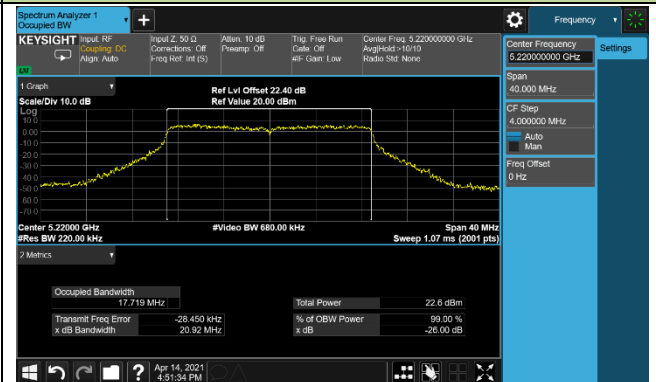 Spectrum Analyzer 1
Occupied BW
Frequency
KEYSIGHT
Input: RF
Coupling: DC
Align: Auto
Input Z: 50 Ω
Corrections: Off
Freq Ref: Int (S)
Atten: 10 dB
Preamp: Off
Trig: Free Run
Gate: Off
#IF Gain: Low
Center Freq: 5.220000000 GHz
Avg|Hold:>10/10
Radio Std: None
Center Frequency
5.220000000 GHz
Settings
Span
40.000 MHz
CF Step
4.000000 MHz
Auto
Man
Freq Offset
0 Hz
1 Graph
Scale/Div 10.0 dB
Ref Lvl Offset 22.40 dB
Ref Value 20.00 dBm
Log
10.0
0.00
-10.0
-20.0
-30.0
-40.0
-50.0
-60.0
-70.0
Center 5.22000 GHz
#Video BW 680.00 kHz
Span 40 MHz
#Res BW 220.00 kHz
Sweep 1.07 ms (2001 pts)
2 Metrics
Occupied Bandwidth
17.719 MHz
Total Power 22.6 dBm
Transmit Freq Error -28.450 kHz
% of OBW Power 99.00 %
x dB Bandwidth 20.92 MHz
x dB -26.00 dB
Apr 14, 2021
4:51:34 PM